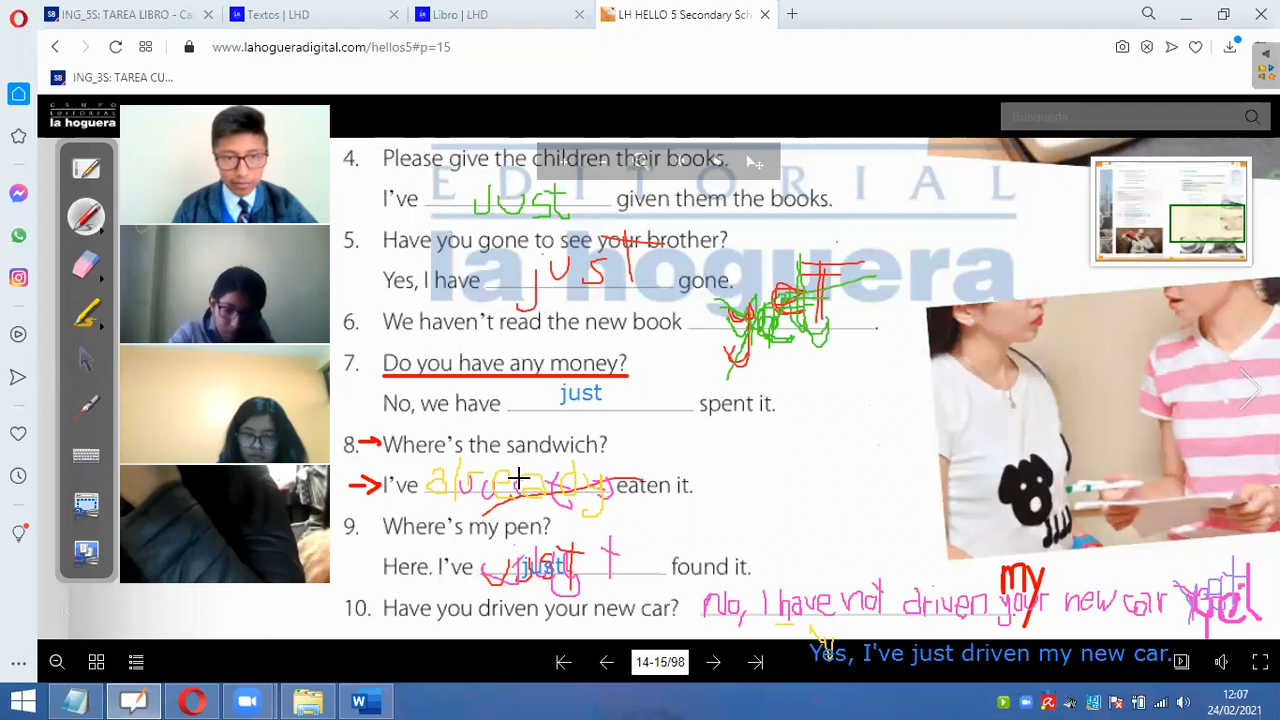 ING_5S: TAREA LIBRO - Ca
Textos | LHD
Libro | LHD
LH HELLO 5 Secondary Sch
www.lahogueradigital.com/hellos5#p=15
ING_3S: TAREA CU...
GRUPO
EDITORIAL
la hoguera
Búsqueda
EDITORIAL
la hoguera
4. Please give the children their books.
I've just given them the books.
5. Have you gone to see your brother?
Yes, I have just gone.
6. We haven't read the new book yet.
7. Do you have any money?
No, we have just spent it.
8. Where's the sandwich?
I've already eaten it.
9. Where's my pen?
Here. I've just found it.
10. Have you driven your new car? No, I have not driven your new car yet
my
Yes, I've just driven my new car.
14-15/98
12:07
24/02/2021